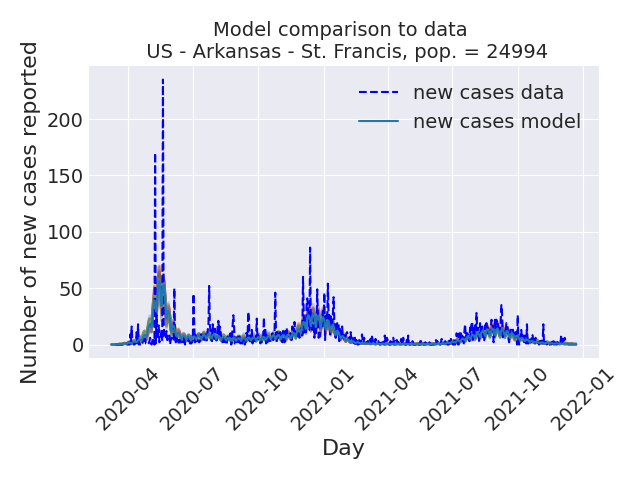 Model comparison to data
US - Arkansas - St. Francis, pop. = 24994
Number of new cases reported
200
150
100
50
0
new cases data
new cases model
2020-04
2020-07
2020-10
2021-01
2021-04
2021-07
2021-10
2022-01
Day